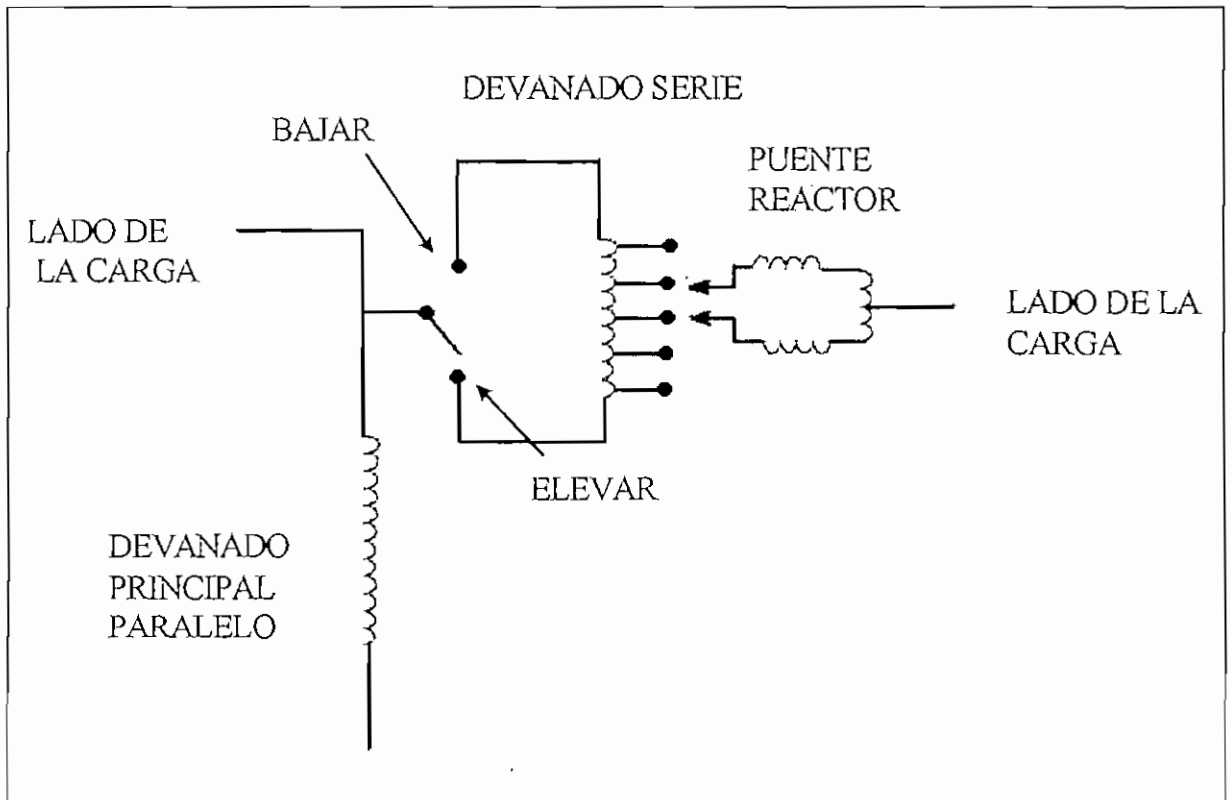 DEVANADO SERIE
BAJAR
PUENTE
REACTOR
LADO DE
LA CARGA
LADO DE LA
CARGA
ELEVAR
DEVANADO
PRINCIPAL
PARALELO